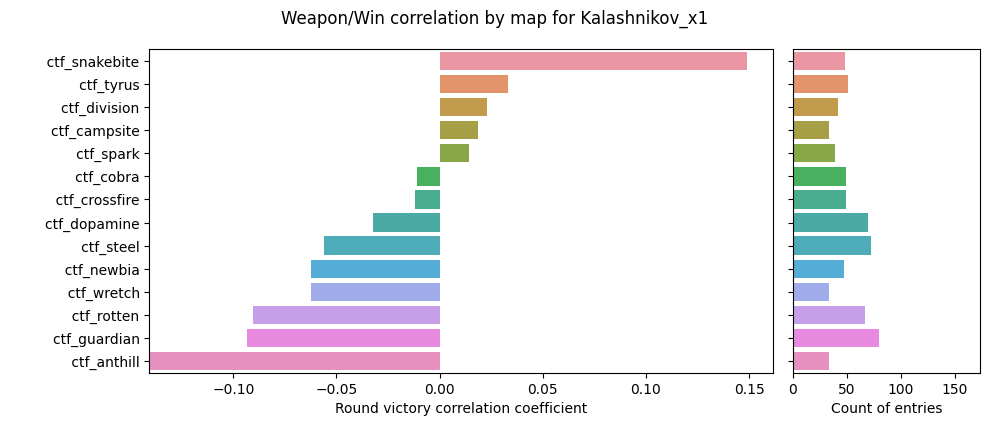 Weapon/Win correlation by map for Kalashnikov_x1
ctf_snakebite
ctf_tyrus
ctf_division
ctf_campsite
ctf_spark
ctf_cobra
ctf_crossfire
ctf_dopamine
ctf_steel
ctf_newbia
ctf_wretch
ctf_rotten
ctf_guardian
ctf_anthill
−0.10 −0.05 0.00 0.05 0.10 0.15
Round victory correlation coefficient
0 50 100 150
Count of entries